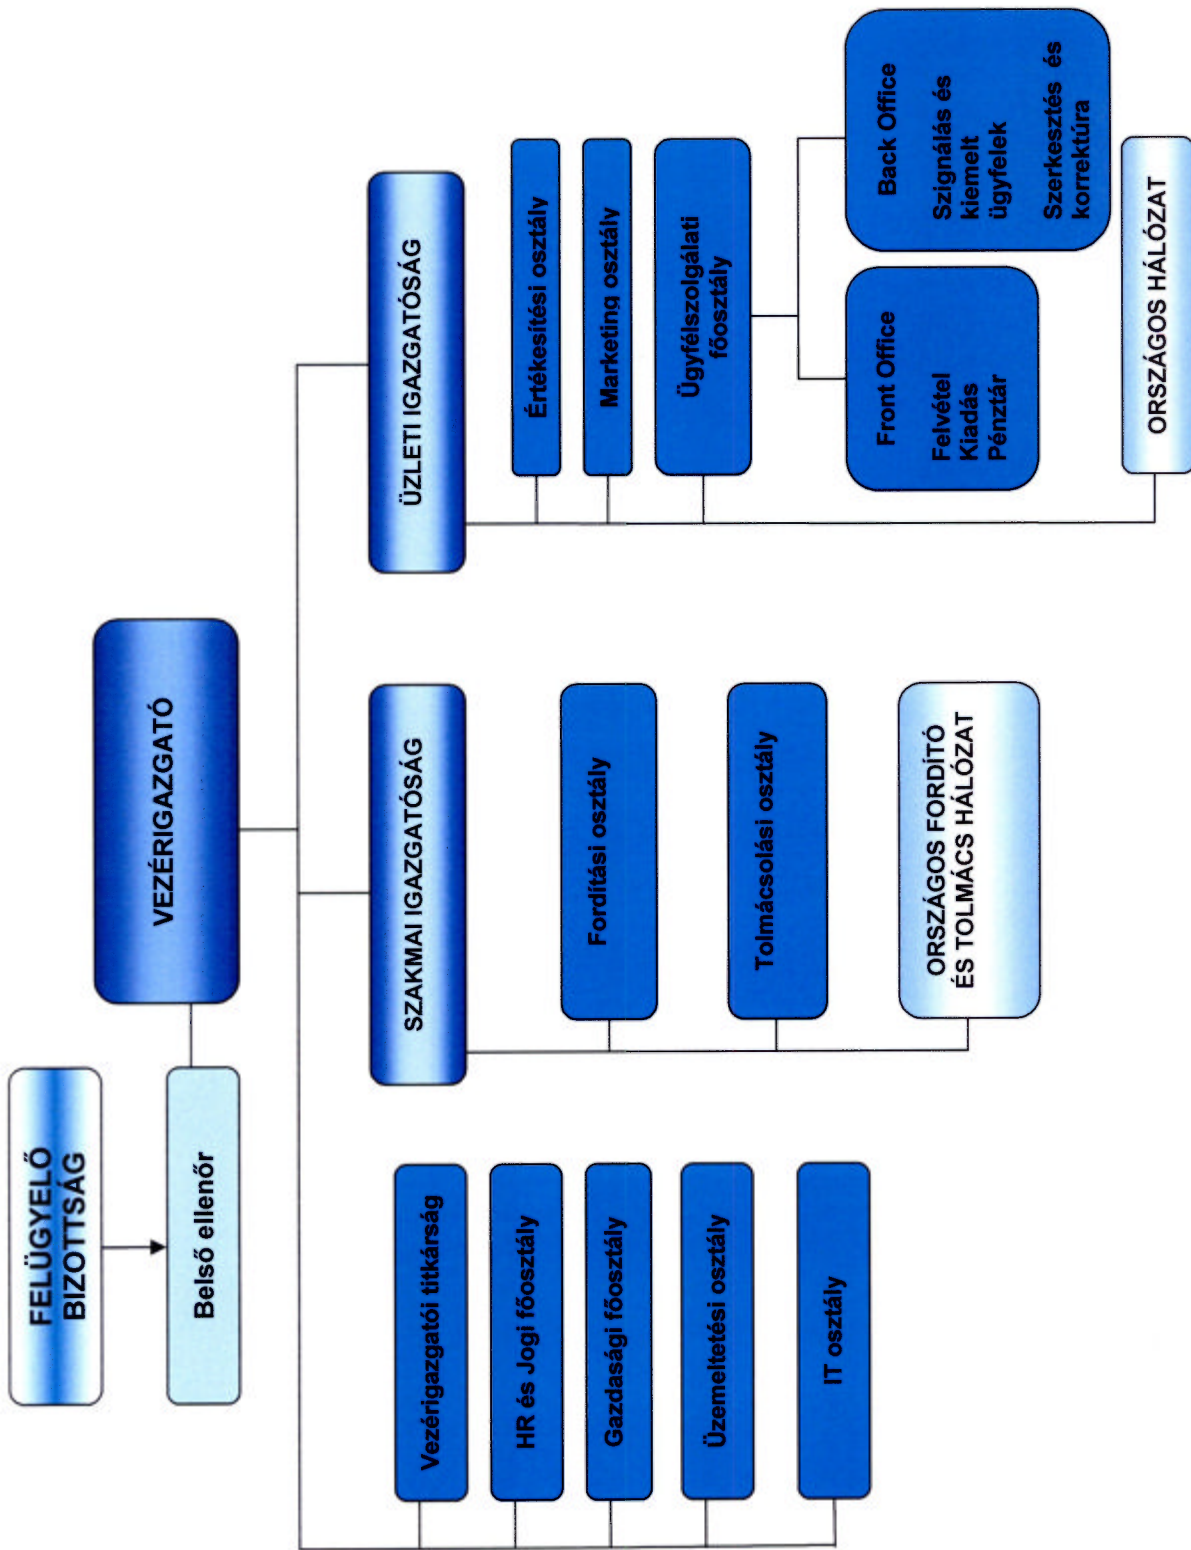 FELÜGYELŐ
BIZOTTSÁG
Belső ellenőr
VEZÉRIGAZGATÓ
Vezérigazgatói titkárság
HR és Jogi főosztály
Gazdasági főosztály
Üzemeltetési osztály
IT osztály
SZAKMAI IGAZGATÓSÁG
Fordítási osztály
Tolmácsolási osztály
ORSZÁGOS FORDÍTÓ
ÉS TOLMÁCS HÁLÓZAT
ÜZLETI IGAZGATÓSÁG
Értékesítési osztály
Marketing osztály
Ügyfélszolgálati
főosztály
Front Office
Felvétel
Kiadás
Pénztár
Back Office
Szignálás és
kiemelt
ügyfelek
Szerkesztés és
korrektúra
ORSZÁGOS HÁLÓZAT